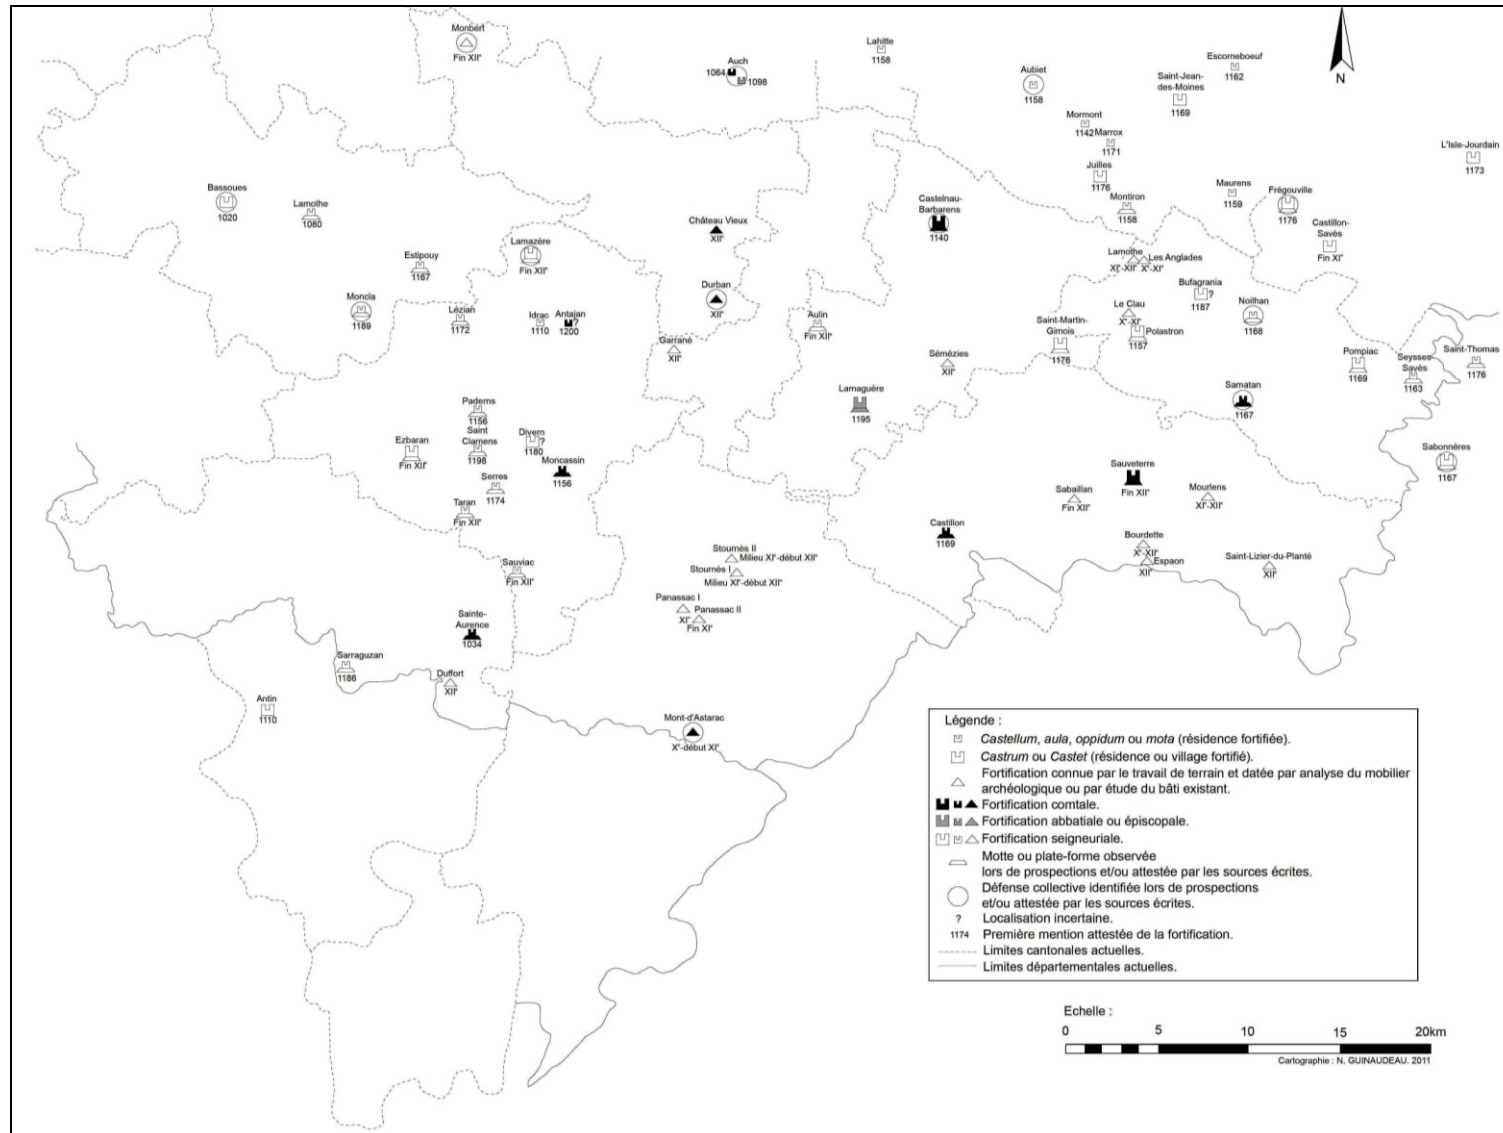 Monbert
Fin XIIᵉ
Auch
1064
1098
Lahitte
1158
Aubiet
1158
Escorneboeuf
1162
Saint-Jean-
des-Moines
1169
Mormont
1142
Marrox
1171
L'Isle-Jourdain
1173
Juilles
1176
Bassoues
1020
Lamothe
1080
Castelnau-
Barbarens
1140
Montiron
1158
Maurens
1159
Frégouville
1176
Castillon-
Savès
Fin XIᵉ
Château Vieux
XIIᵉ
Lamazère
Fin XIIᵉ
Estipouy
1167
Lamothe
XIᵉ-XIIᵉ
Les Anglades
Xᵉ-XIᵉ
Bufagrania
?
1187
Durban
XIIᵉ
Moncla
1189
Lézian
1172
Idrac
1110
Antajan
?
1200
Aulin
Fin XIIᵉ
Le Clau
Xᵉ-XIᵉ
Noilhan
1168
Garrané
XIIᵉ
Saint-Martin-
Gimois
1176
Polastron
1157
Sémézies
XIIᵉ
Pompiac
1169
Seysses-
Savès
1163
Saint-Thomas
1176
Lamaguère
1195
Samatan
1167
Paderns
1156
Saint
Clamens
1198
Ezbaran
Fin XIIᵉ
Divern
?
1180
Moncassin
1156
Serres
1174
Taran
Fin XIIᵉ
Sabonnères
1167
Sauveterre
Fin XIIᵉ
Sabaillan
Fin XIIᵉ
Mourlens
XIᵉ-XIIᵉ
Castillon
1169
Bourdette
Xᵉ-XIIᵉ
Espaon
XIIᵉ
Saint-Lizier-du-Planté
XIIᵉ
Stournès II
Milieu XIᵉ-début XIIᵉ
Stournès I
Milieu XIᵉ-début XIIᵉ
Sauviac
Fin XIIᵉ
Panassac I
XIᵉ
Panassac II
Fin XIᵉ
Sainte-
Aurence
1034
Sarraguzan
1186
Duffort
XIIᵉ
Antin
1110
Mont-d'Astarac
Xᵉ-début XIᵉ
N
Légende :
Castellum, aula, oppidum ou mota (résidence fortifiée).
Castrum ou Castet (résidence ou village fortifié).
Fortification connue par le travail de terrain et datée par analyse du mobilier
archéologique ou par étude du bâti existant.
Fortification comtale.
Fortification abbatiale ou épiscopale.
Fortification seigneuriale.
Motte ou plate-forme observée
lors de prospections et/ou attestée par les sources écrites.
Défense collective identifiée lors de prospections
et/ou attestée par les sources écrites.
? Localisation incertaine.
1174 Première mention attestée de la fortification.
Limites cantonales actuelles.
Limites départementales actuelles.
Echelle :
0 5 10 15 20km
Cartographie : N. GUINAUDEAU. 2011